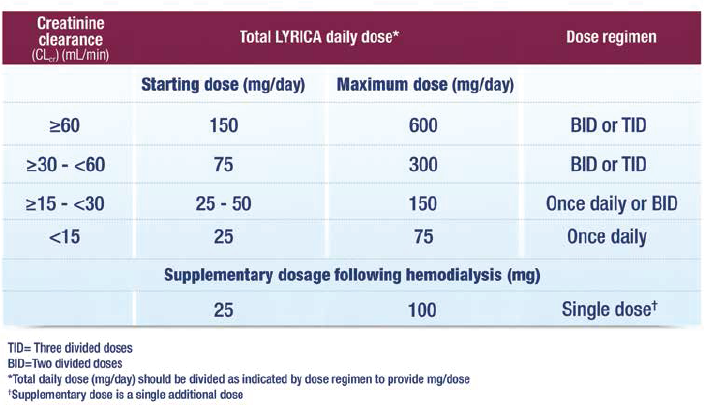 Creatinine clearance (CLcr) (mL/min) Total LYRICA daily dose* Dose regimen
Starting dose (mg/day) Maximum dose (mg/day)
≥60 150 600 BID or TID
≥30 - <60 75 300 BID or TID
≥15 - <30 25 - 50 150 Once daily or BID
<15 25 75 Once daily
Supplementary dosage following hemodialysis (mg)
25 100 Single dose†
TID= Three divided doses
BID=Two divided doses
*Total daily dose (mg/day) should be divided as indicated by dose regimen to provide mg/dose
†Supplementary dose is a single additional dose